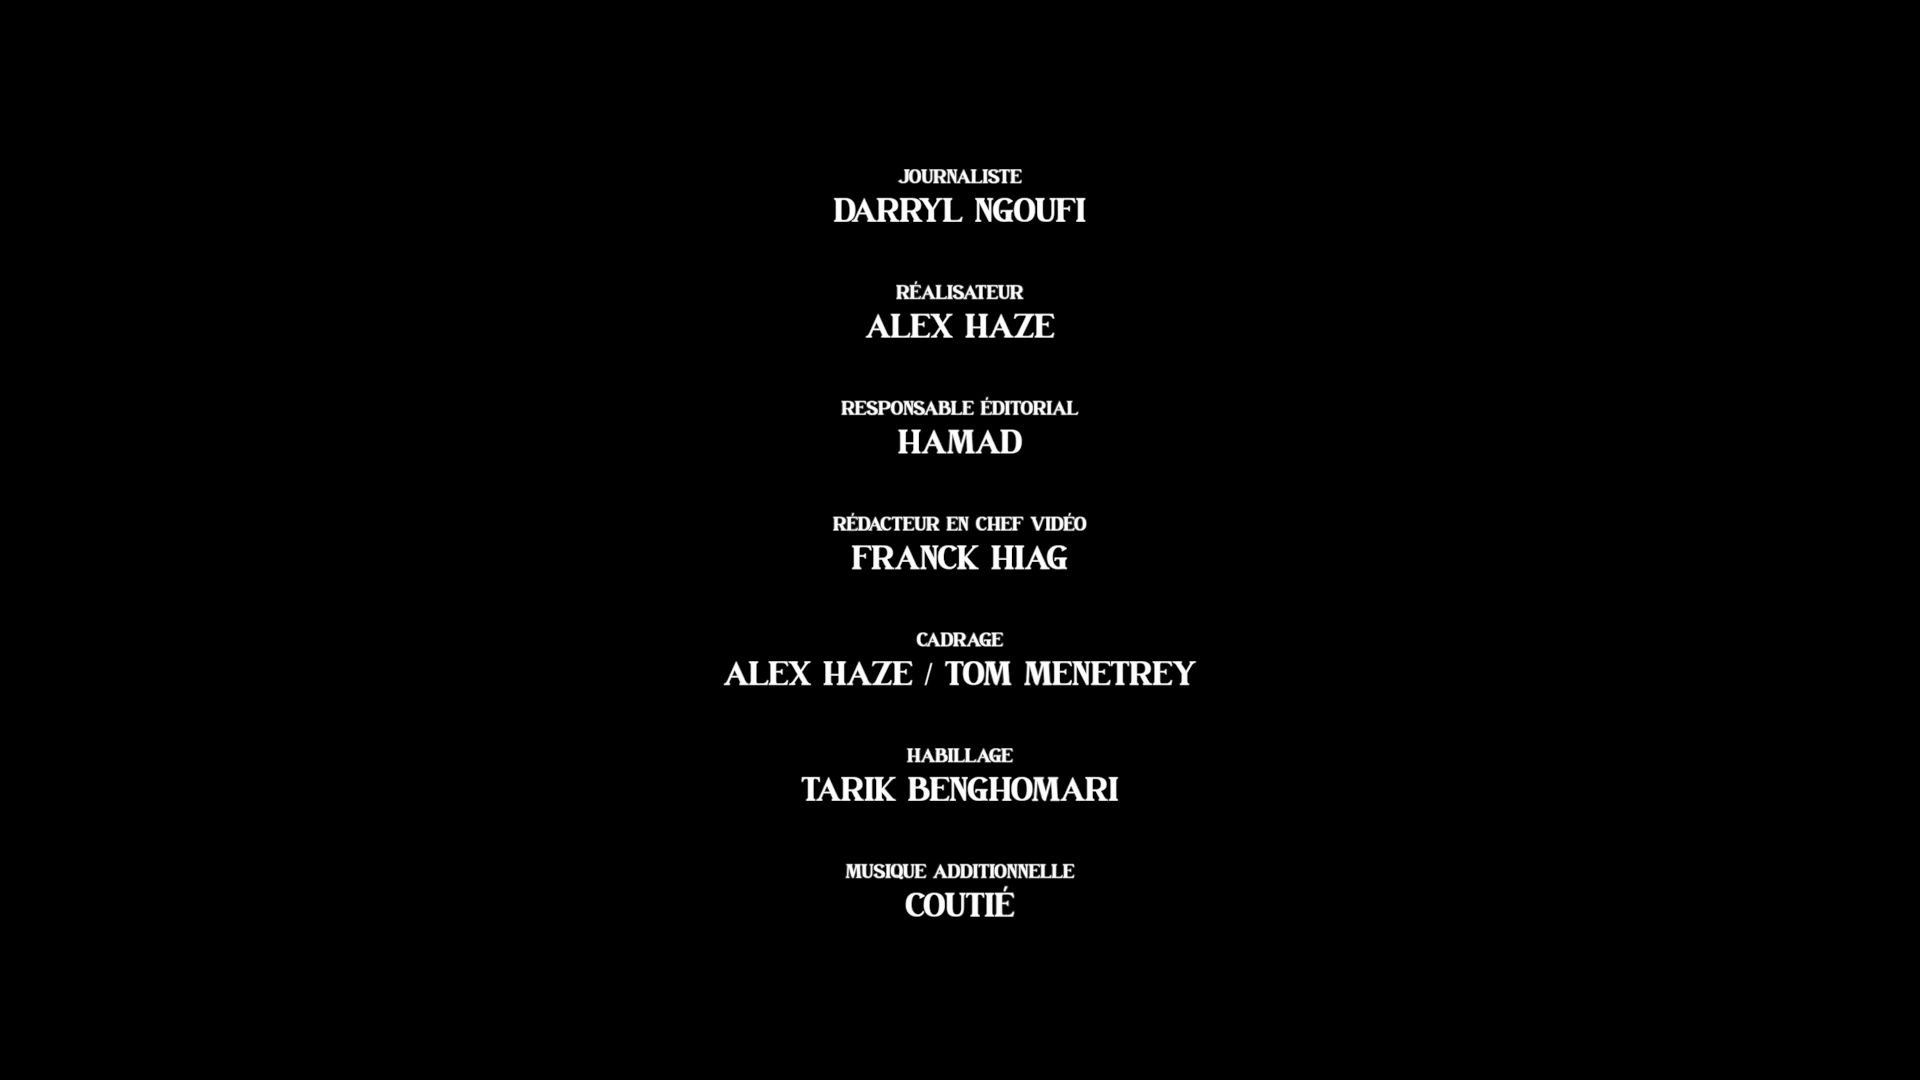 JOURNALISTE
DARRYL NGOUFI
RÉALISATEUR
ALEX HAZE
RESPONSABLE ÉDITORIAL
HAMAD
RÉDACTEUR EN CHEF VIDÉO
FRANCK HIAG
CADRAGE
ALEX HAZE / TOM MENETREY
HABILLAGE
TARIK BENGHOMARI
MUSIQUE ADDITIONNELLE
COUTIÉ